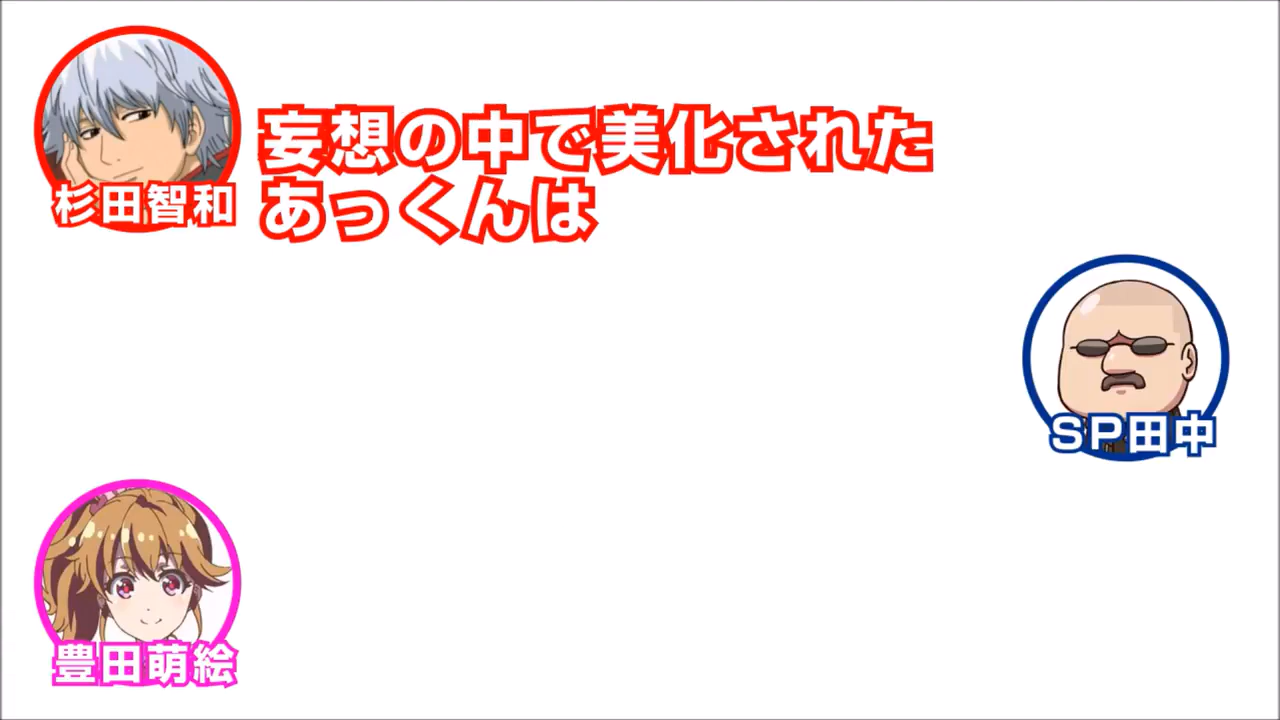 妄想の中で美化された
あっくんは
杉田智和
SP田中
豊田萌絵